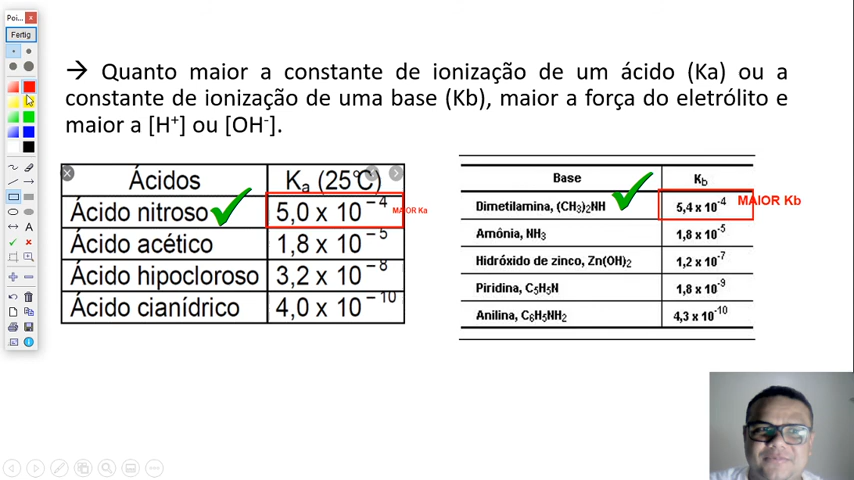 Poi...
Fertig
→ Quanto maior a constante de ionização de um ácido (Ka) ou a
constante de ionização de uma base (Kb), maior a força do eletrólito e
maior a [H⁺] ou [OH⁻].
Ácidos Kₐ (25°C)
Ácido nitroso 5,0 x 10⁻⁴ MAIOR Ka
Ácido acético 1,8 x 10⁻⁵
Ácido hipocloroso 3,2 x 10⁻⁸
Ácido cianídrico 4,0 x 10⁻¹⁰
Base K_b
Dimetilamina, (CH₃)₂NH 5,4 x 10⁻⁴ MAIOR Kb
Amônia, NH₃ 1,8 x 10⁻⁵
Hidróxido de zinco, Zn(OH)₂ 1,2 x 10⁻⁷
Piridina, C₅H₅N 1,8 x 10⁻⁹
Anilina, C₆H₅NH₂ 4,3 x 10⁻¹⁰